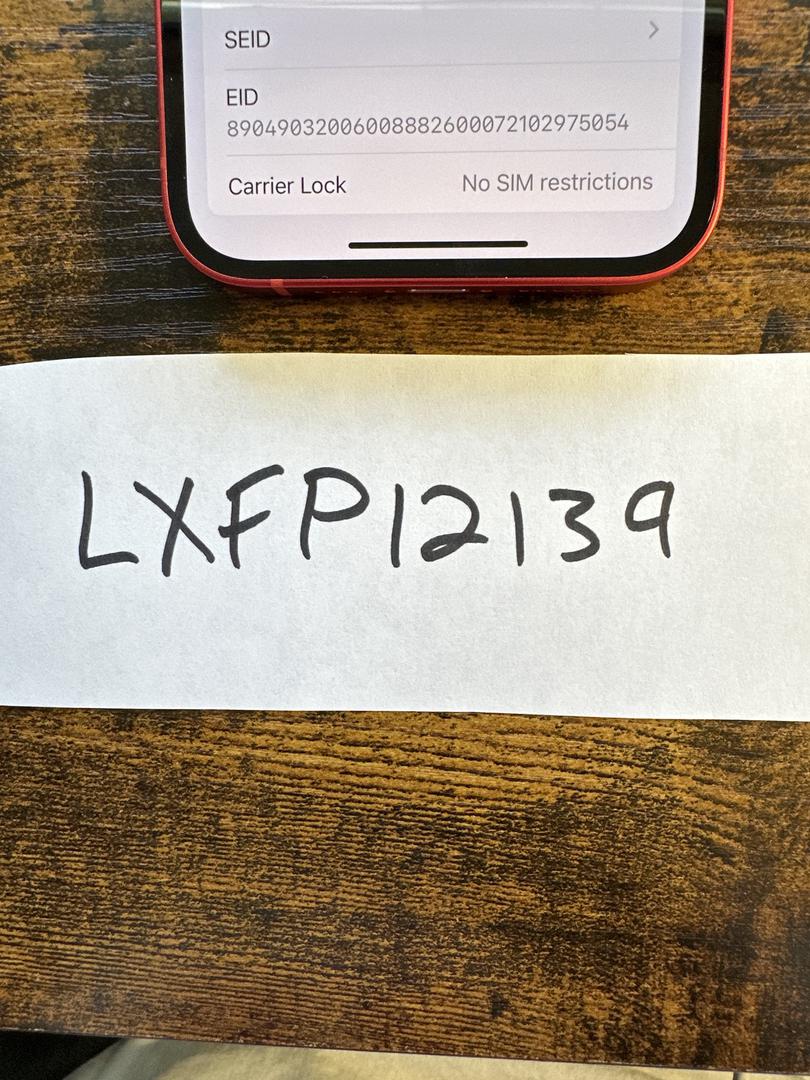 SEID
EID
89049032006008882600072102975054
Carrier Lock No SIM restrictions
LXFP12139